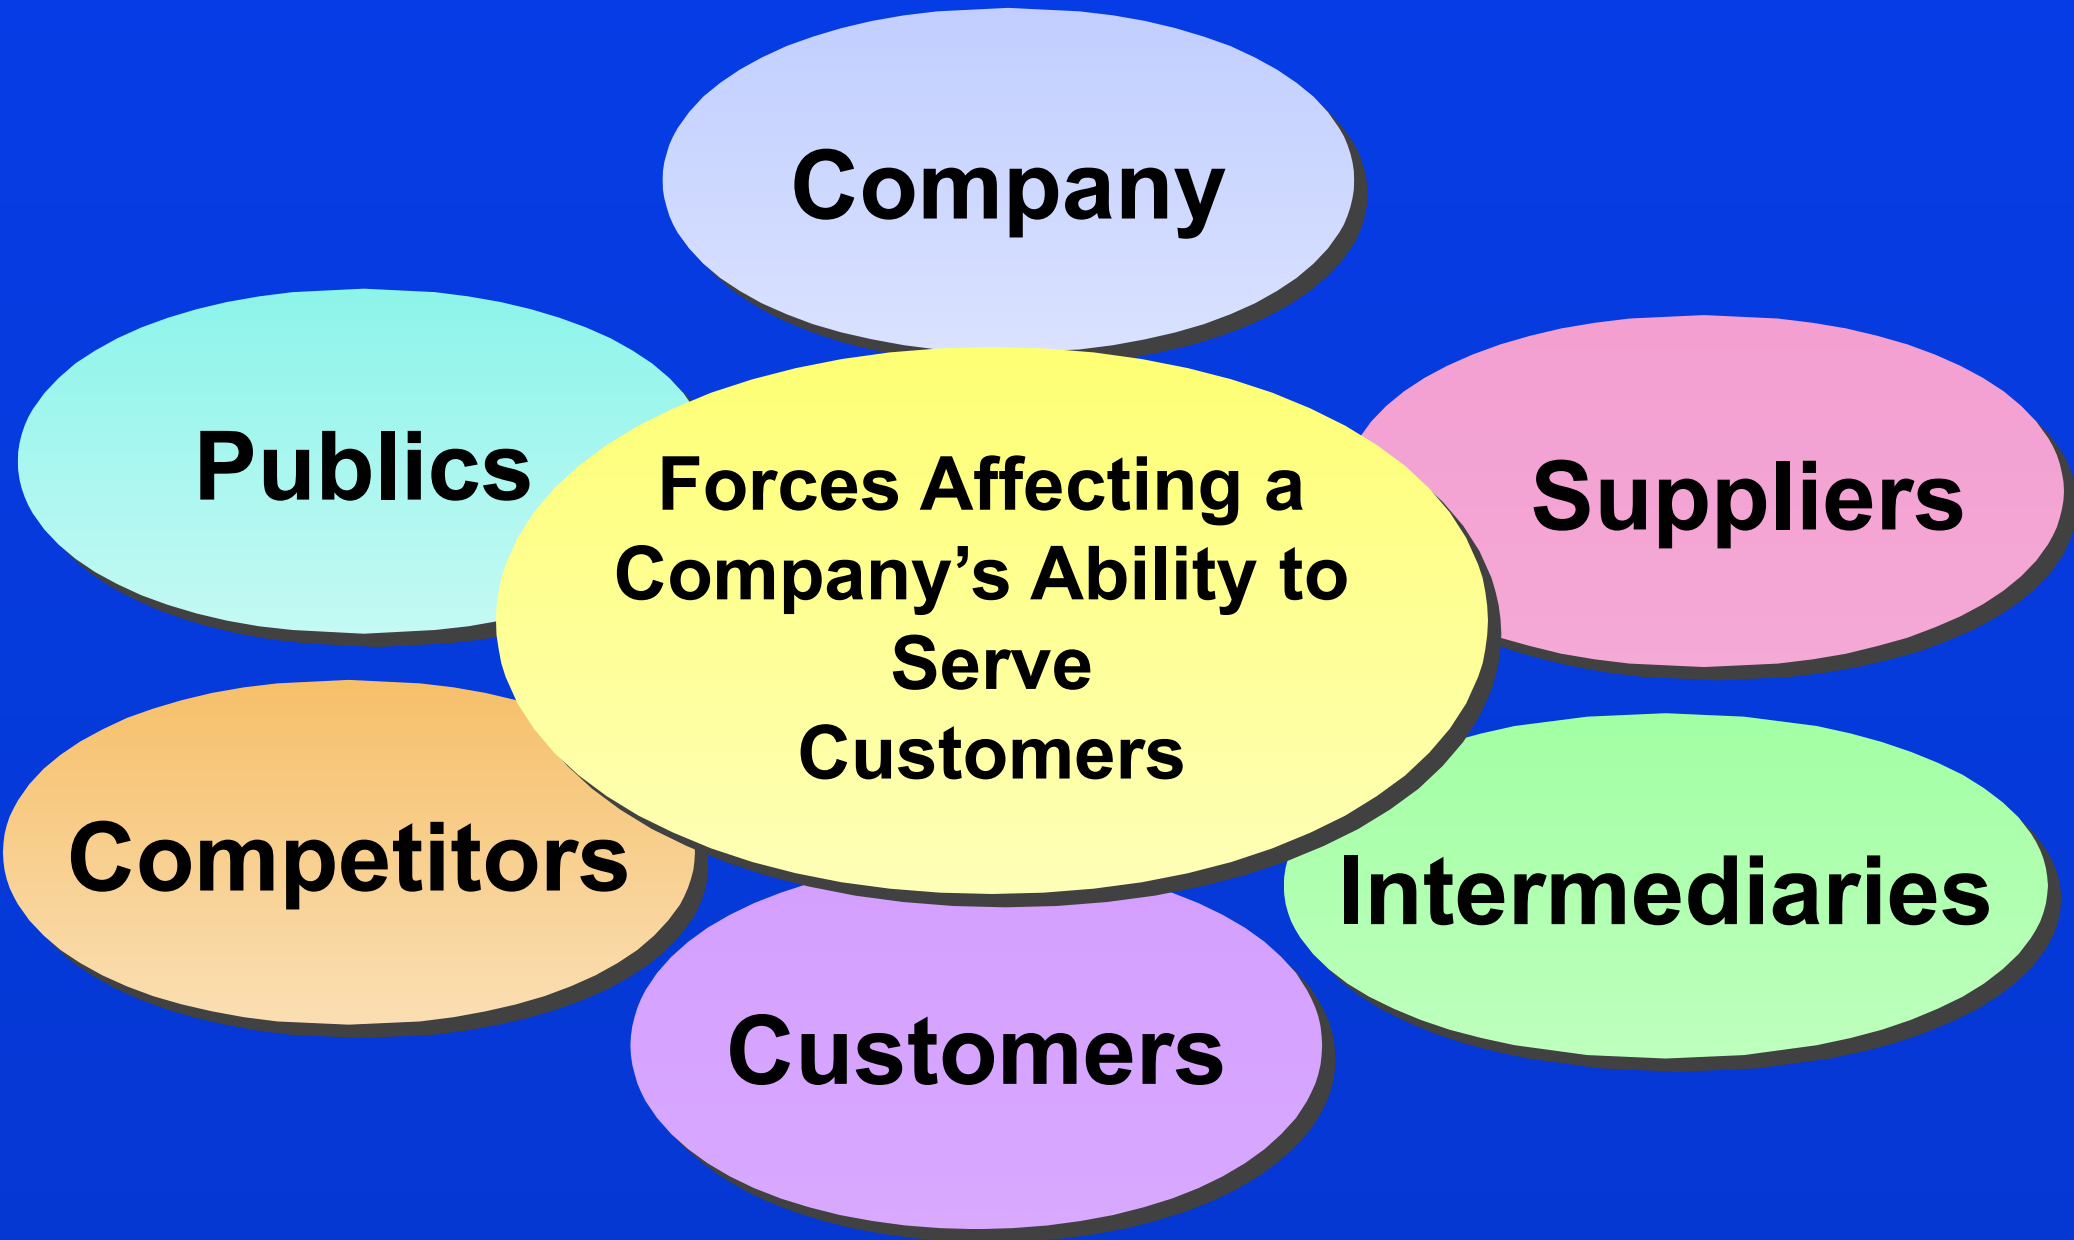 Company
Publics
Forces Affecting a
Company’s Ability to
Serve
Customers
Suppliers
Competitors
Intermediaries
Customers